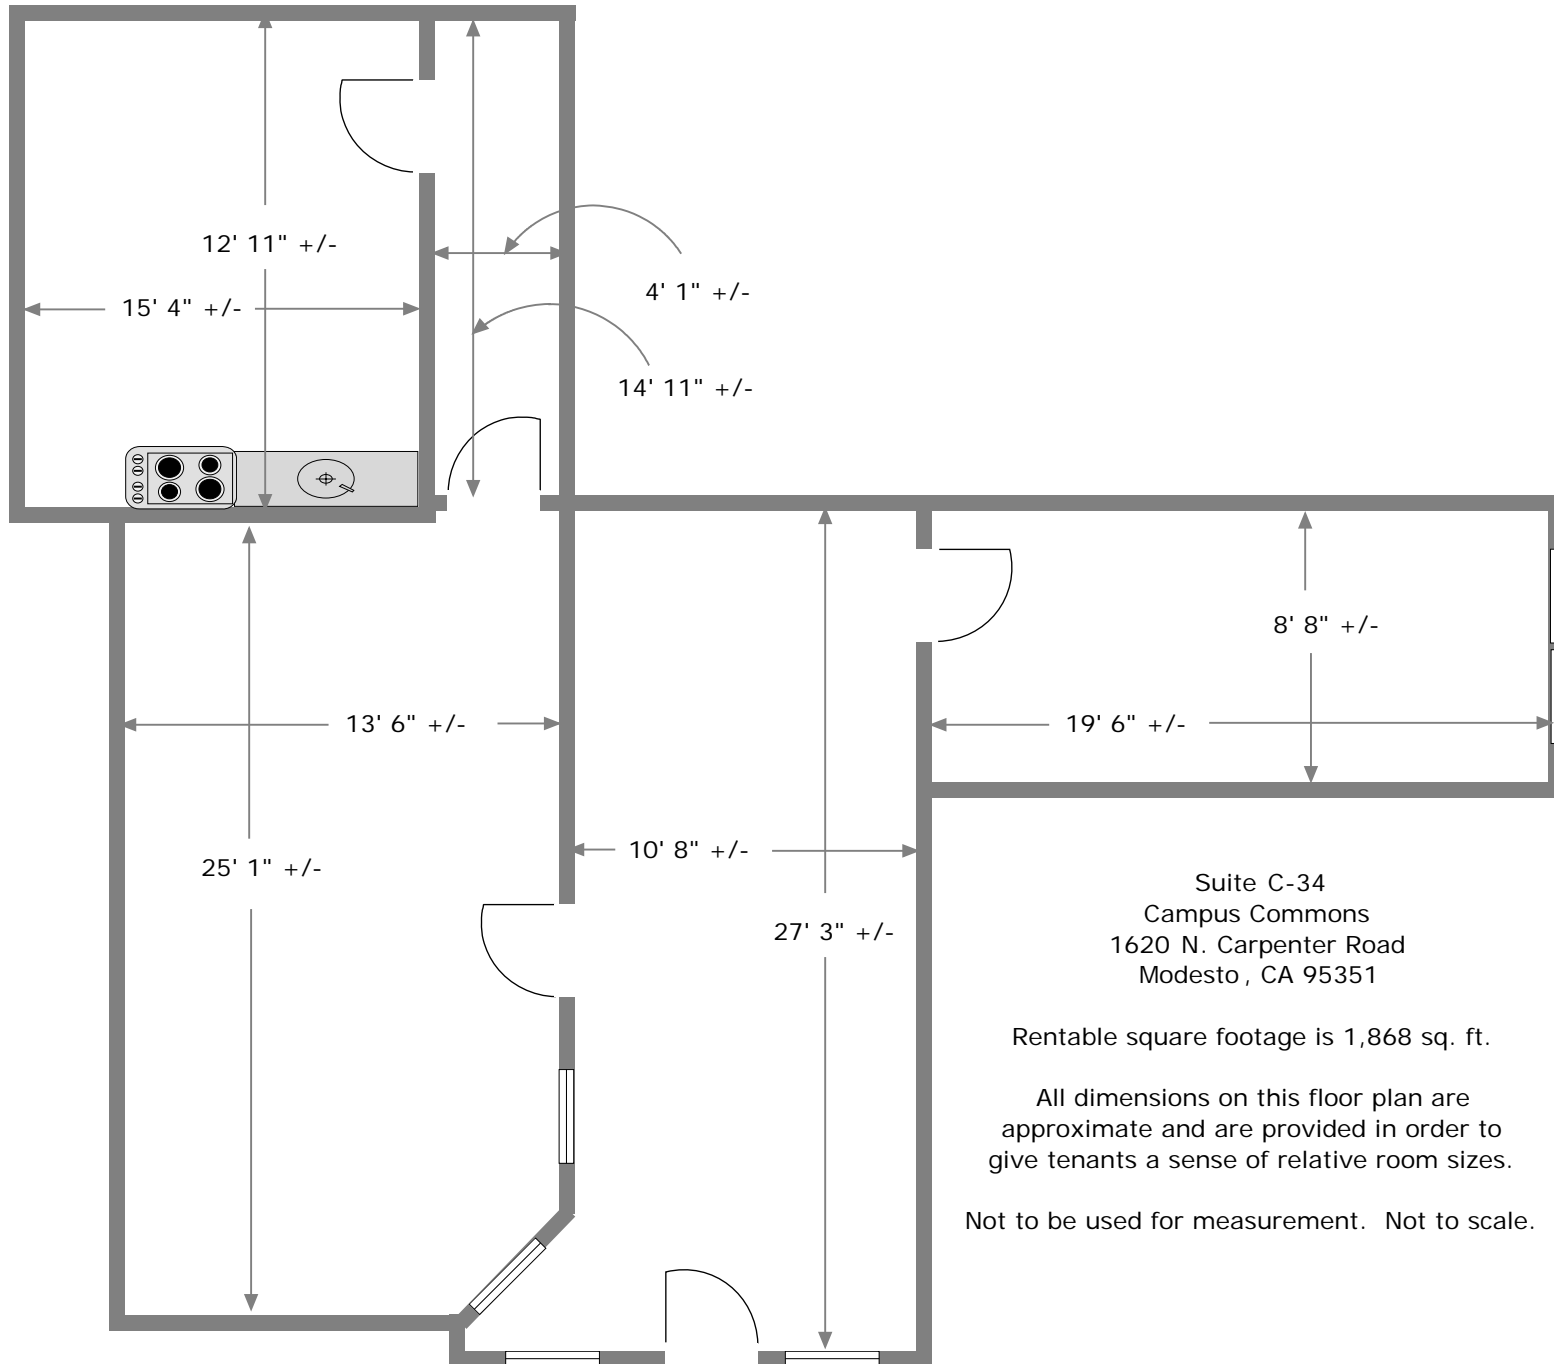 12' 11" +/-
15' 4" +/-
4' 1" +/-
14' 11" +/-
8' 8" +/-
13' 6" +/-
19' 6" +/-
10' 8" +/-
25' 1" +/-
27' 3" +/-
Suite C-34
Campus Commons
1620 N. Carpenter Road
Modesto, CA 95351
Rentable square footage is 1,868 sq. ft.
All dimensions on this floor plan are
approximate and are provided in order to
give tenants a sense of relative room sizes.
Not to be used for measurement. Not to scale.